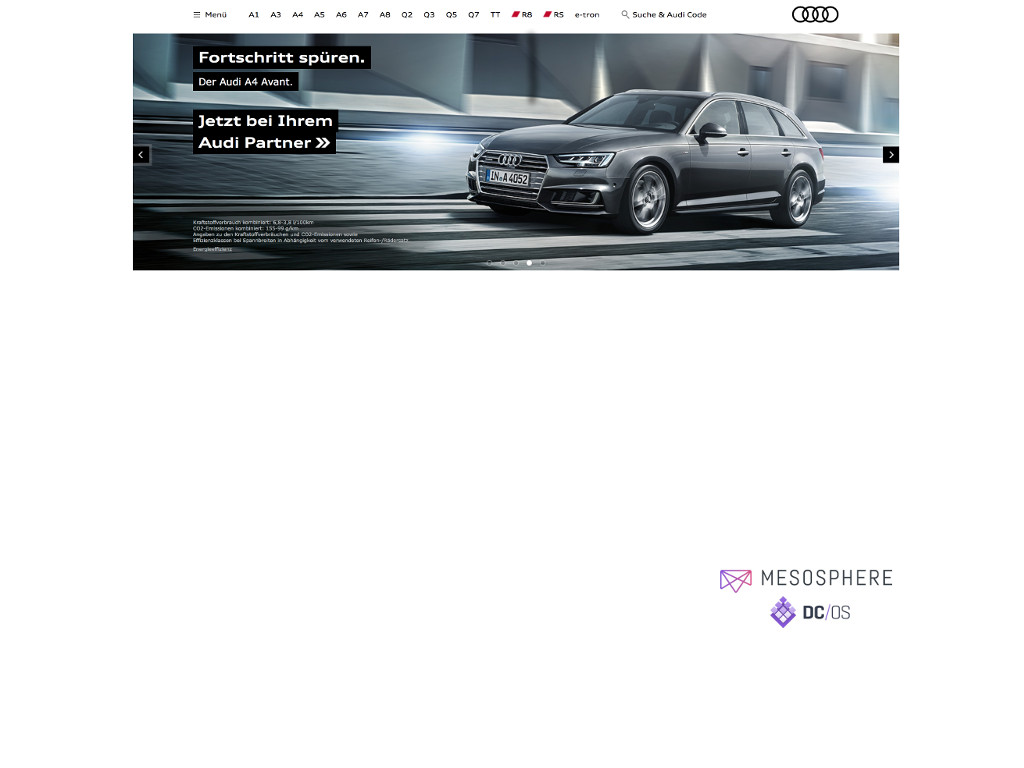 Menü A1 A3 A4 A5 A6 A7 A8 Q2 Q3 Q5 Q7 TT R8 RS e-tron Suche & Audi Code
Fortschritt spüren.
Der Audi A4 Avant.
Jetzt bei Ihrem
Audi Partner
IN A 4052
Kraftstoffverbrauch kombiniert: 6,8-3,8 l/100km
CO2-Emissionen kombiniert: 155-99 g/km
Angaben zu den Kraftstoffverbräuchen und CO2-Emissionen sowie
Effizienzklassen bei Spannbreiten in Abhängigkeit vom verwendeten Reifen-/Rädersatz
Energieeffizienz
MESOSPHERE
DC/OS